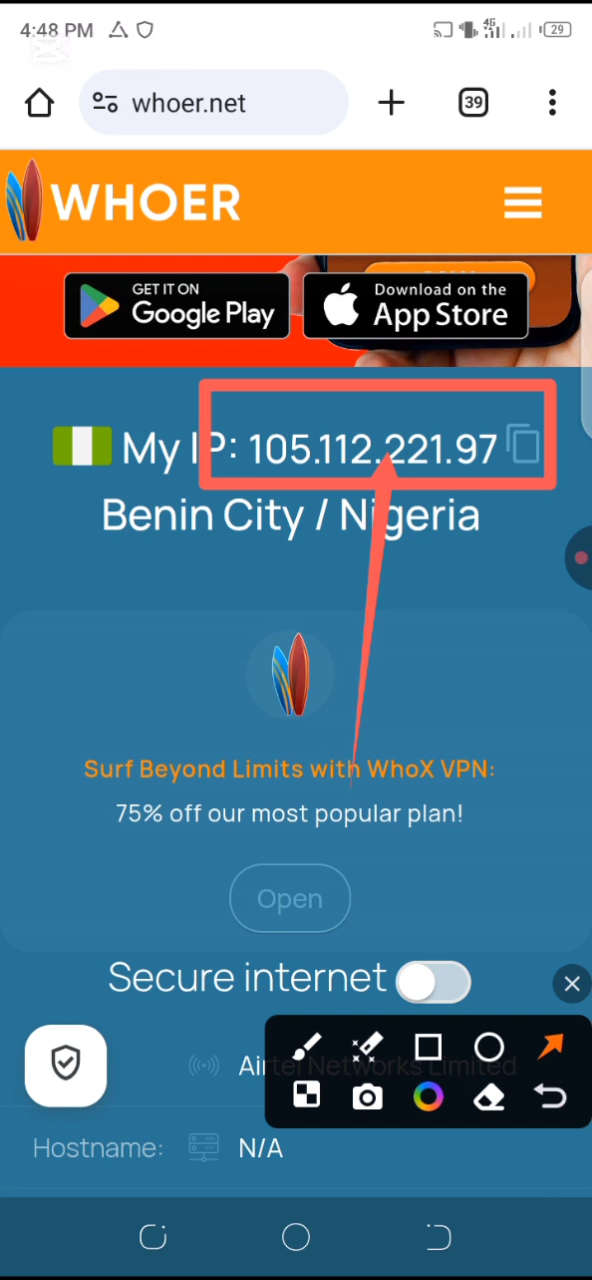 4:48 PM
4G
29
whoer.net
39
WHOER
GET IT ON
Google Play
Download on the
App Store
My IP: 105.112.221.97
Benin City / Nigeria
Surf Beyond Limits with WhoX VPN:
75% off our most popular plan!
Open
Secure internet
Airtel Networks Limited
Hostname:
N/A